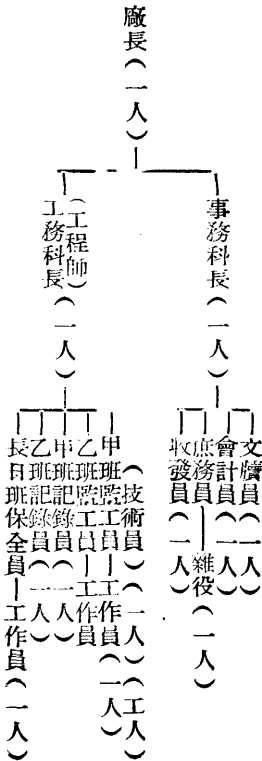 廠長（一人）
事務科長（一人）
文牘員（一人）
會計員（一人）
庶務員—雜役（一人）
收發員（一人）
（工程師）
工務科長（一人）
（技術員）（一人）（工人）
甲班監工員—工作員（一人）
乙班監工員—工作員
甲班記錄員（一人）
乙班記錄員（一人）
長日班保全員—工作員（一人）